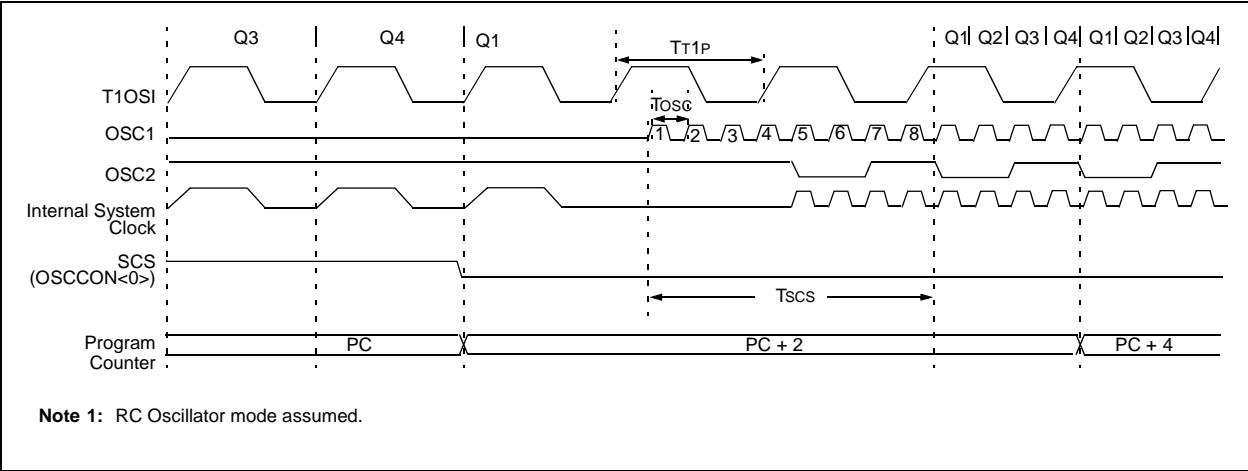 Q3 Q4 Q1 Q1 Q2 Q3 Q4 Q1 Q2 Q3 Q4
TT1P
T1OSI
TOSC
OSC1
1 2 3 4 5 6 7 8
OSC2
Internal System
Clock
SCS
(OSCCON<0>)
TSCS
Program
Counter
PC PC + 2 PC + 4
Note 1: RC Oscillator mode assumed.